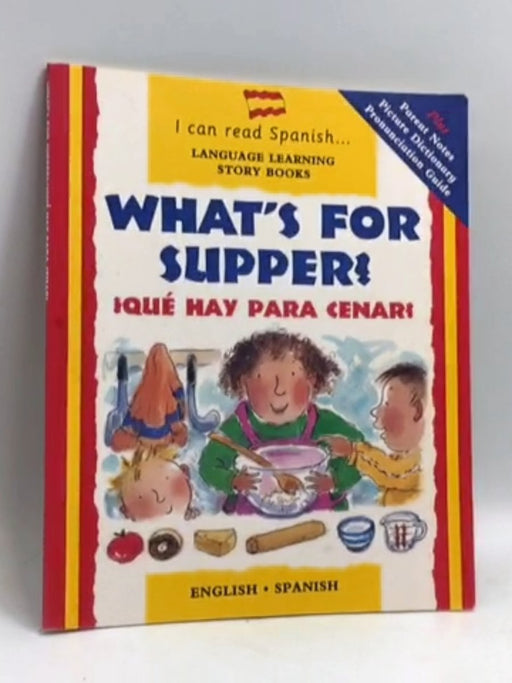 I can read Spanish...
LANGUAGE LEARNING
STORY BOOKS
Plus
Parent Notes
Picture Dictionary
Pronunciation Guide
WHAT'S FOR
SUPPER?
¿QUÉ HAY PARA CENAR?
ENGLISH • SPANISH